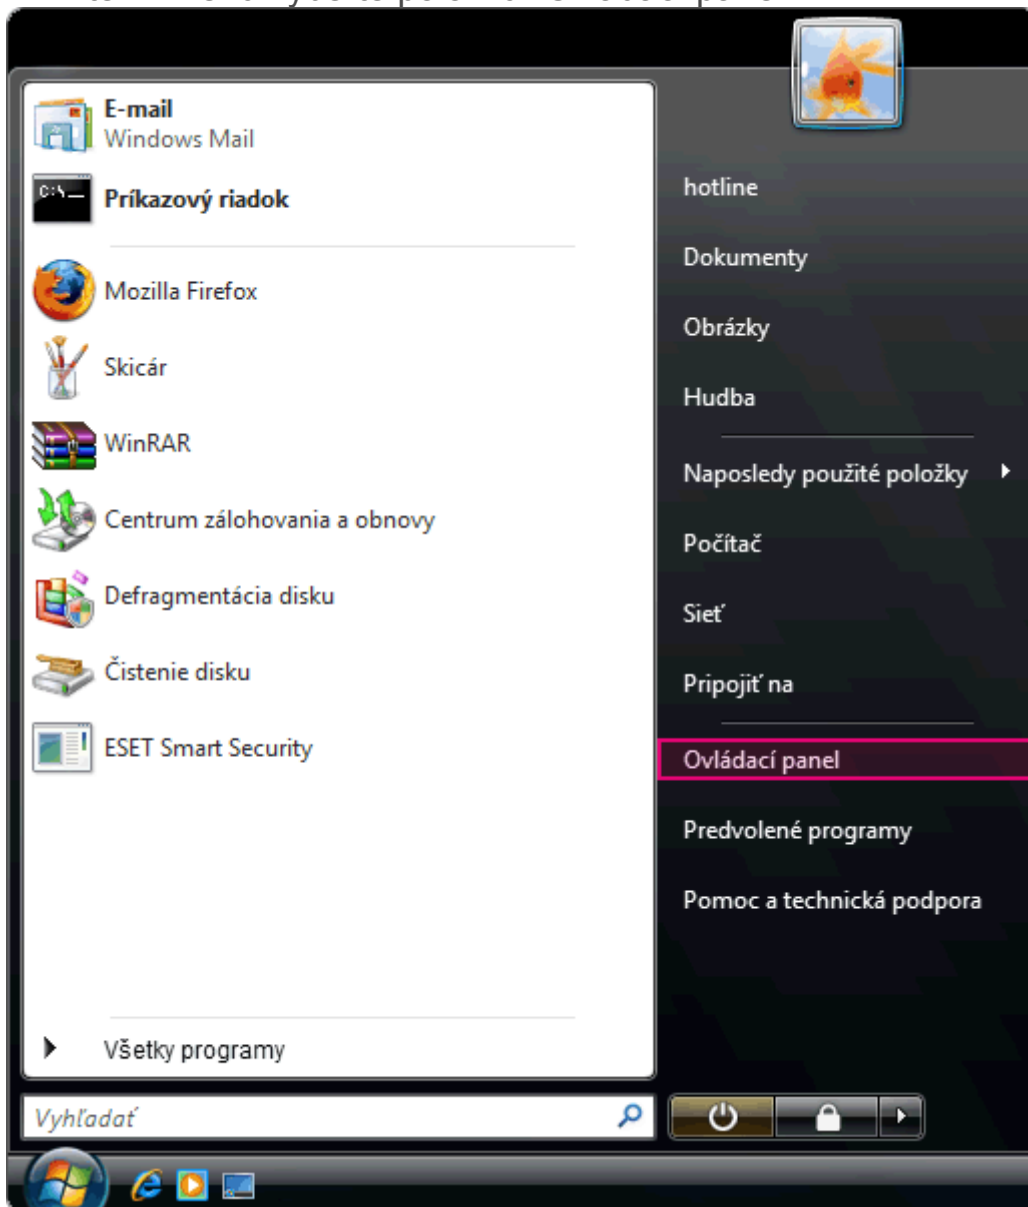 E-mail
Windows Mail
Príkazový riadok
Mozilla Firefox
Skicár
WinRAR
Centrum zálohovania a obnovy
Defragmentácia disku
Čistenie disku
ESET Smart Security
Všetky programy
Vyhľadať
hotline
Dokumenty
Obrázky
Hudba
Naposledy použité položky
Počítač
Sieť
Pripojiť na
Ovládací panel
Predvolené programy
Pomoc a technická podpora